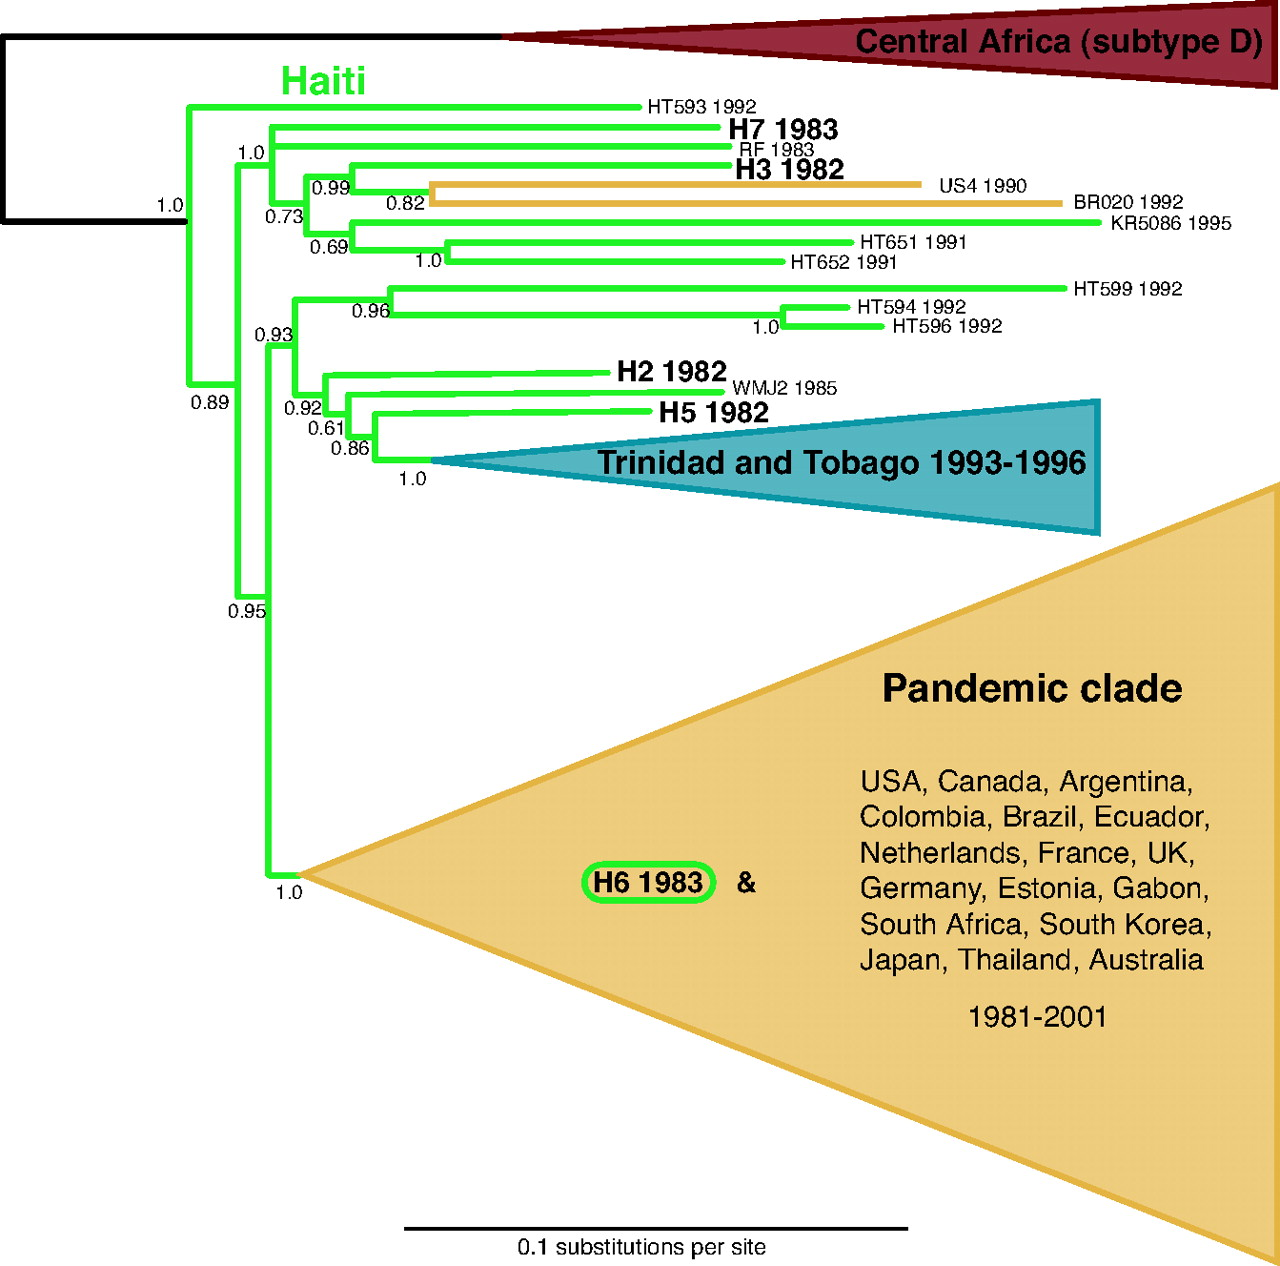 Central Africa (subtype D)
Haiti
HT593 1992
H7 1983
1.0
RF 1983
H3 1982
0.99
US4 1990
0.82
BR020 1992
1.0
0.73
KR5086 1995
0.69
HT651 1991
1.0
HT652 1991
HT599 1992
0.96
HT594 1992
1.0
HT596 1992
0.93
H2 1982
WMJ2 1985
0.89
0.92
H5 1982
0.61
0.86
Trinidad and Tobago 1993-1996
1.0
0.95
Pandemic clade
USA, Canada, Argentina,
Colombia, Brazil, Ecuador,
Netherlands, France, UK,
Germany, Estonia, Gabon,
South Africa, South Korea,
Japan, Thailand, Australia
1981-2001
H6 1983 &
1.0
0.1 substitutions per site